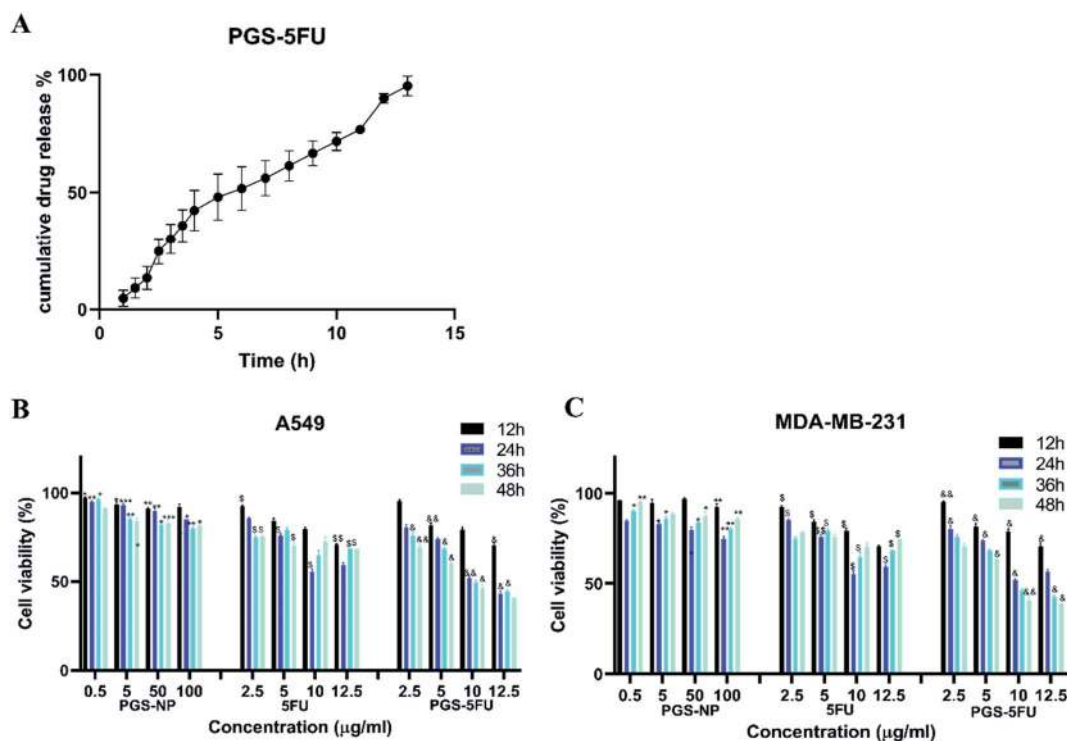 A
PGS-5FU
cumulative drug release %
100
50
0
0 5 10 15
Time (h)
B
A549
12h
24h
36h
48h
Cell viability (%)
100
50
0
0.5 5 50 100 2.5 5 10 12.5 2.5 5 10 12.5
PGS-NP 5FU PGS-5FU
Concentration (μg/ml)
C
MDA-MB-231
12h
24h
36h
48h
Cell viability (%)
100
50
0
0.5 5 50 100 2.5 5 10 12.5 2.5 5 10 12.5
PGS-NP 5FU PGS-5FU
Concentration (μg/ml)